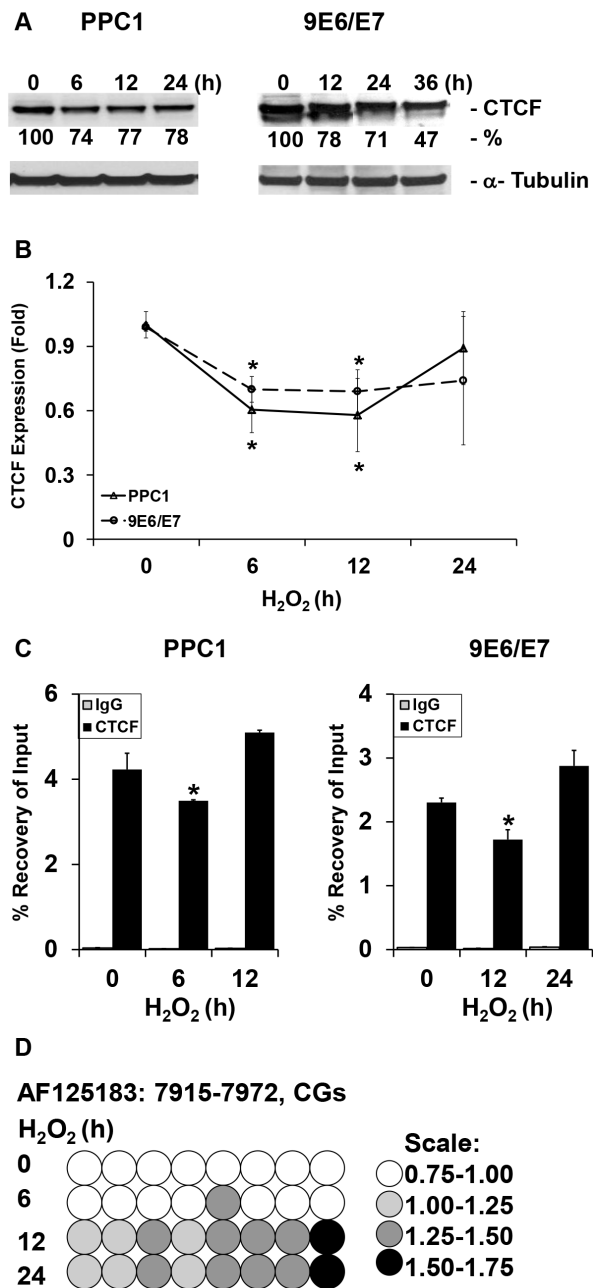 A PPC1 9E6/E7
0 6 12 24 (h) 0 12 24 36 (h)
- CTCF
100 74 77 78 100 78 71 47 - %
- α- Tubulin
B
CTCF Expression (Fold)
1.2
0.9
0.6
0.3
0
* *
* *
PPC1
9E6/E7
0 6 12 24
H₂O₂ (h)
C PPC1 9E6/E7
% Recovery of Input
6
4
2
0
IgG
CTCF
*
0 6 12
H₂O₂ (h)
% Recovery of Input
4
3
2
1
0
IgG
CTCF
*
0 12 24
H₂O₂ (h)
D
AF125183: 7915-7972, CGs
H₂O₂ (h)
0
6
12
24
Scale:
0.75-1.00
1.00-1.25
1.25-1.50
1.50-1.75